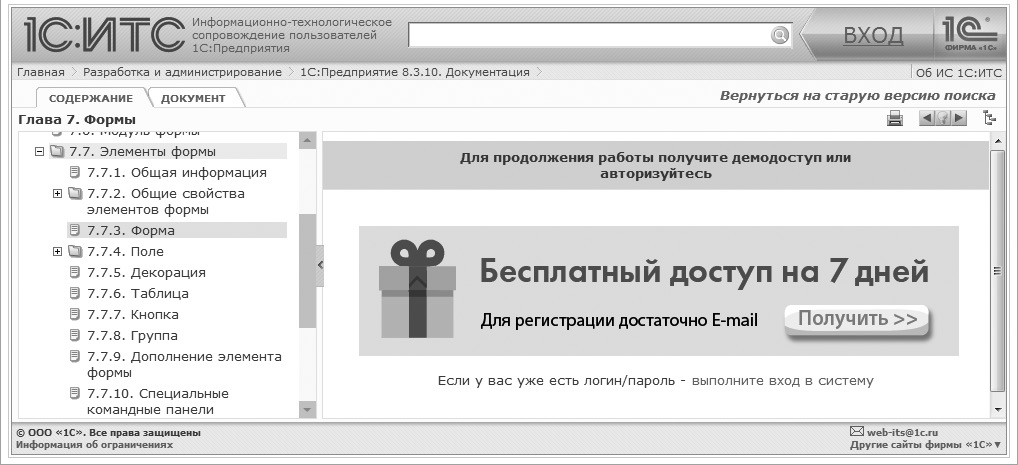 1С:ИТС
Информационно-технологическое
сопровождение пользователей
1С:Предприятия
ВХОД
1С
ФИРМА «1С»
Главная
Разработка и администрирование
1С:Предприятие 8.3.10. Документация
Об ИС 1С:ИТС
СОДЕРЖАНИЕ
ДОКУМЕНТ
Вернуться на старую версию поиска
Глава 7. Формы
7.6. Модуль формы
7.7. Элементы формы
7.7.1. Общая информация
7.7.2. Общие свойства
элементов формы
7.7.3. Форма
7.7.4. Поле
7.7.5. Декорация
7.7.6. Таблица
7.7.7. Кнопка
7.7.8. Группа
7.7.9. Дополнение элемента
формы
7.7.10. Специальные
командные панели
Для продолжения работы получите демодоступ или
авторизуйтесь
Бесплатный доступ на 7 дней
Для регистрации достаточно E-mail
Получить >>
Если у вас уже есть логин/пароль - выполните вход в систему
© ООО «1С». Все права защищены
Информация об ограничениях
web-its@1c.ru
Другие сайты фирмы «1С»▼